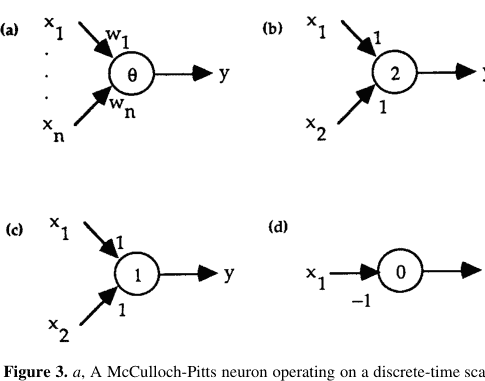 (a)
x1
w1
θ
y
wn
xn
(b)
x1
1
2
1
x2
(c)
x1
1
1
y
1
x2
(d)
x1
0
−1
Figure 3. a, A McCulloch-Pitts neuron operating on a discrete-time